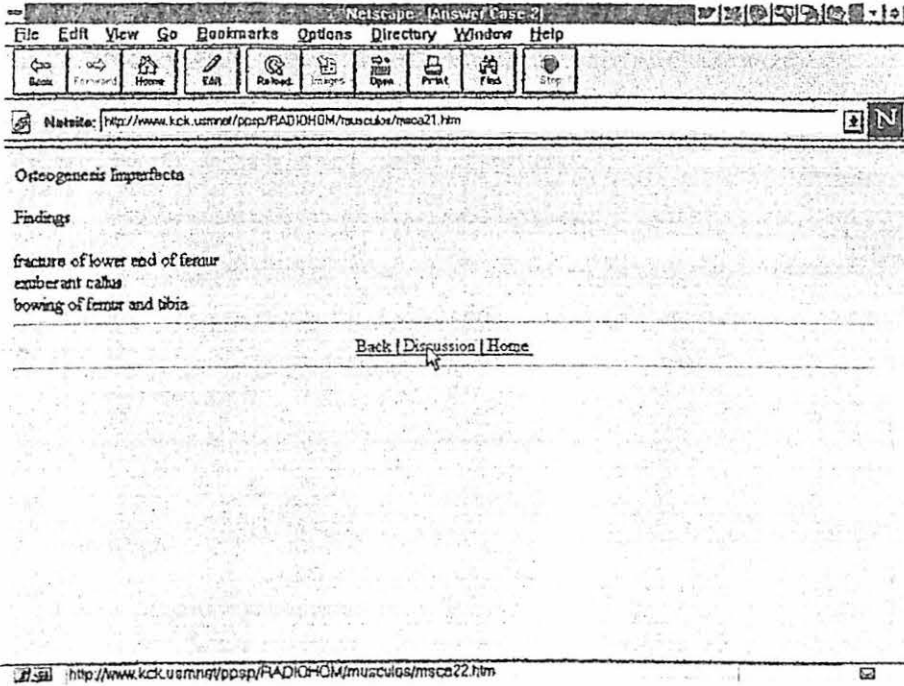 Netscape - [Answer Case 2]
File Edit View Go Bookmarks Options Directory Window Help
Back Forward Home Edit Reload Images Open Print Find Stop
Netsite: http://www.kck.usmnet/ppsp/RADIOHOM/musculos/msca21.htm
N
Osteogenesis Imperfecta
Findings
fracture of lower end of femur
exuberant callus
bowing of femur and tibia
Back | Discussion | Home
http://www.kck.usmnet/ppsp/RADIOHOM/musculos/msca22.htm